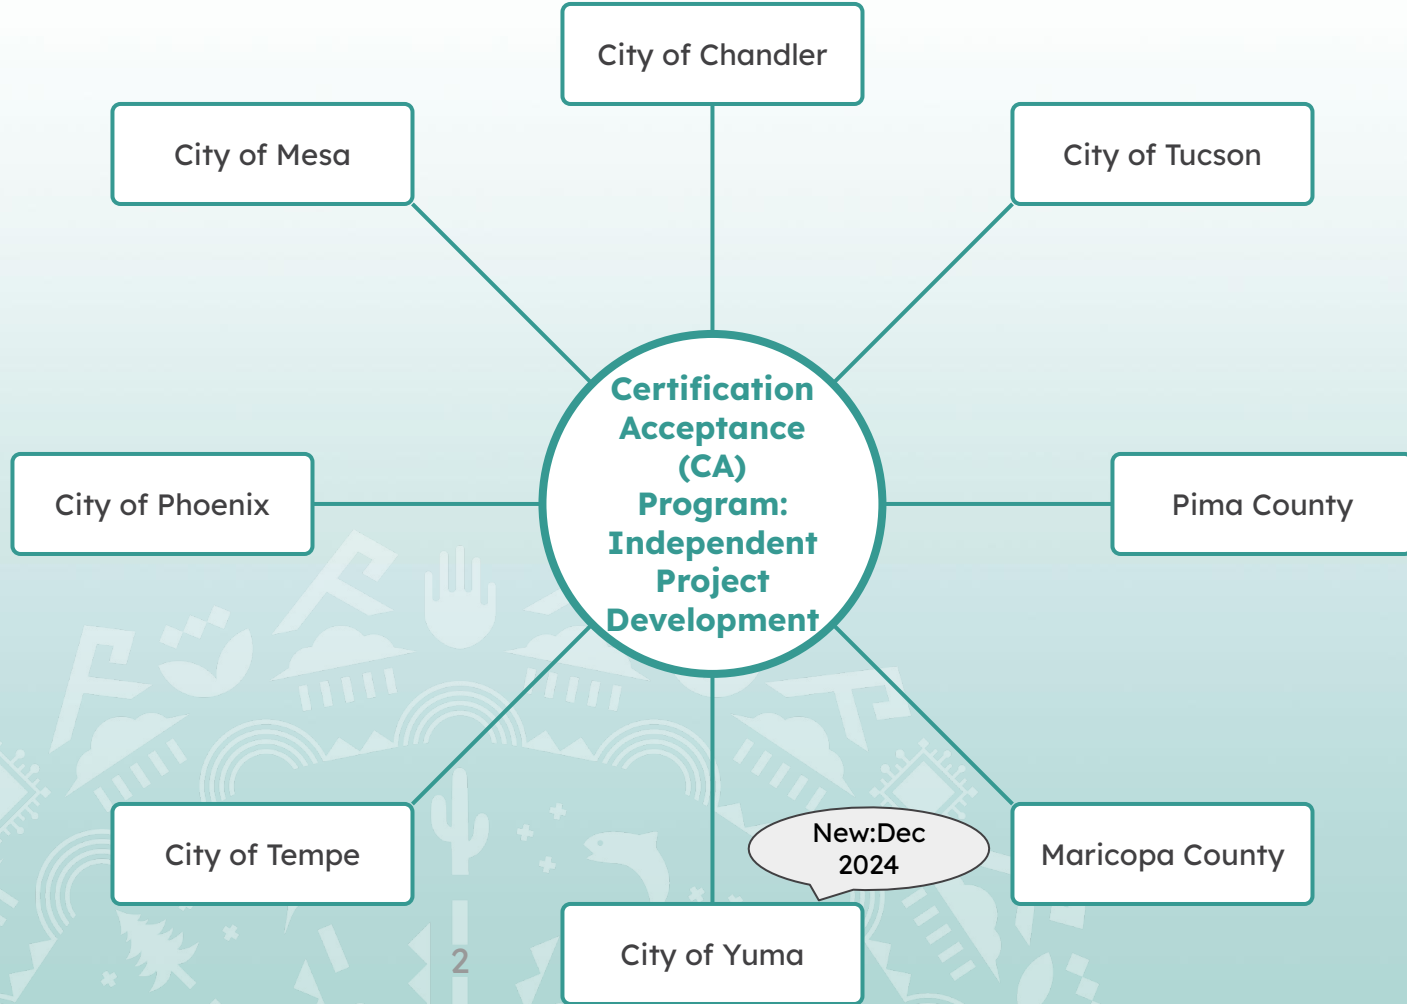 City of Chandler
City of Mesa
City of Tucson
Certification
Acceptance
(CA)
Program:
Independent
Project
Development
City of Phoenix
Pima County
City of Tempe
New:Dec
2024
Maricopa County
City of Yuma
2